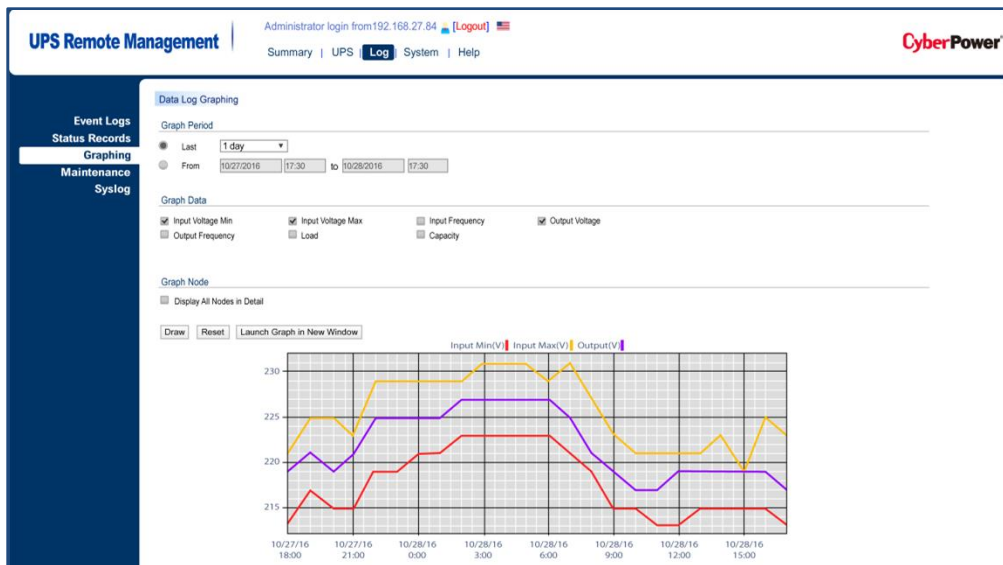 Administrator login from192.168.27.84 [Logout]
UPS Remote Management
Summary | UPS | Log | System | Help
CyberPower
Event Logs
Status Records
Graphing
Maintenance
Syslog
Data Log Graphing
Graph Period
Last 1 day
From 10/27/2016 17:30 to 10/28/2016 17:30
Graph Data
Input Voltage Min Input Voltage Max Input Frequency Output Voltage
Output Frequency Load Capacity
Graph Node
Display All Nodes in Detail
Draw Reset Launch Graph in New Window
Input Min(V) Input Max(V) Output(V)
230
225
220
215
10/27/16 10/27/16 10/28/16 10/28/16 10/28/16 10/28/16 10/28/16 10/28/16
18:00 21:00 0:00 3:00 6:00 9:00 12:00 15:00